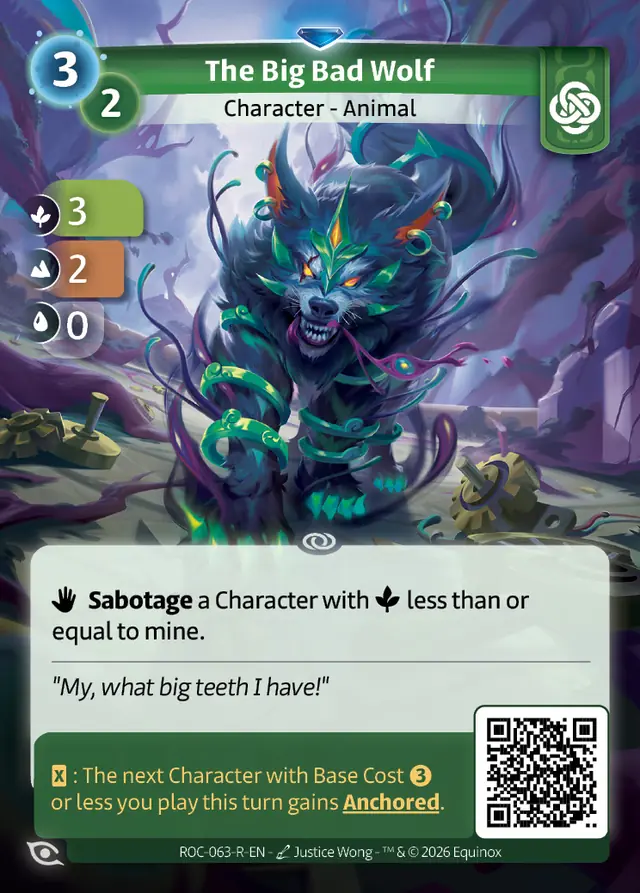 3
2
The Big Bad Wolf
Character - Animal
3
2
0
Sabotage a Character with less than or
equal to mine.
"My, what big teeth I have!"
X : The next Character with Base Cost 3
or less you play this turn gains Anchored.
ROC-063-R-EN - Justice Wong - ™ & © 2026 Equinox